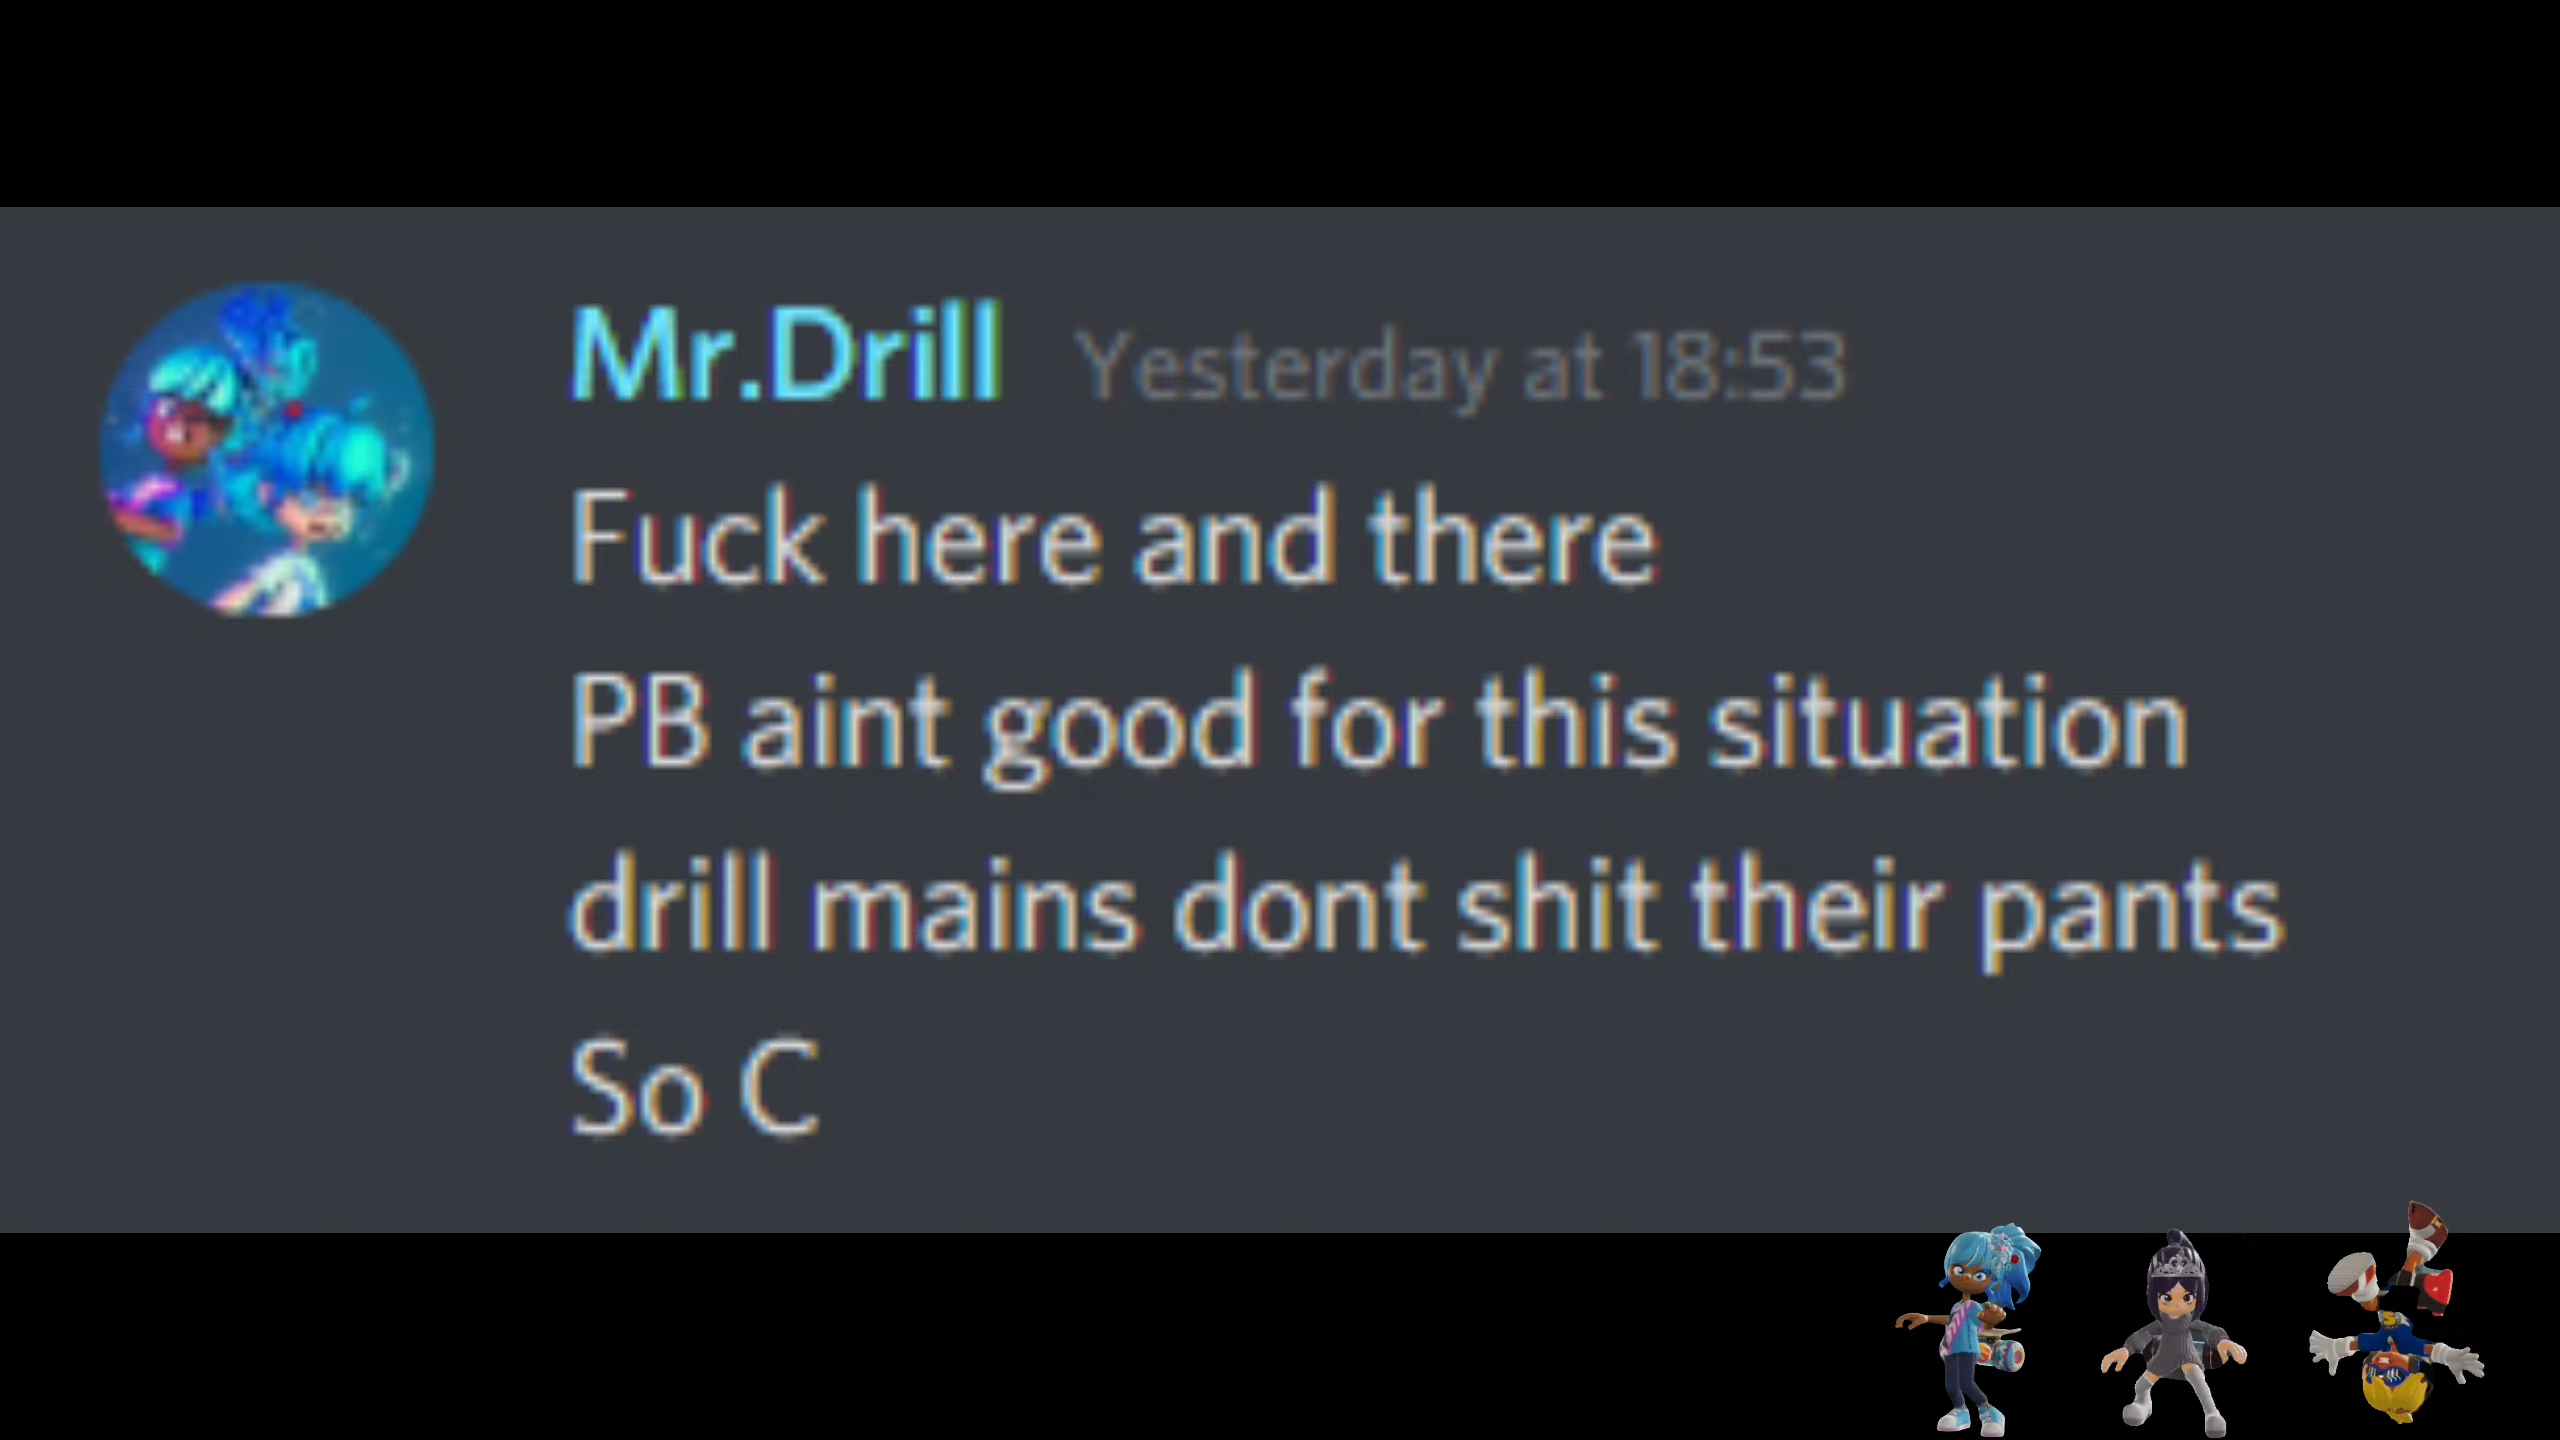 Mr.Drill Yesterday at 18:53
Fuck here and there
PB aint good for this situation
drill mains dont shit their pants
So C